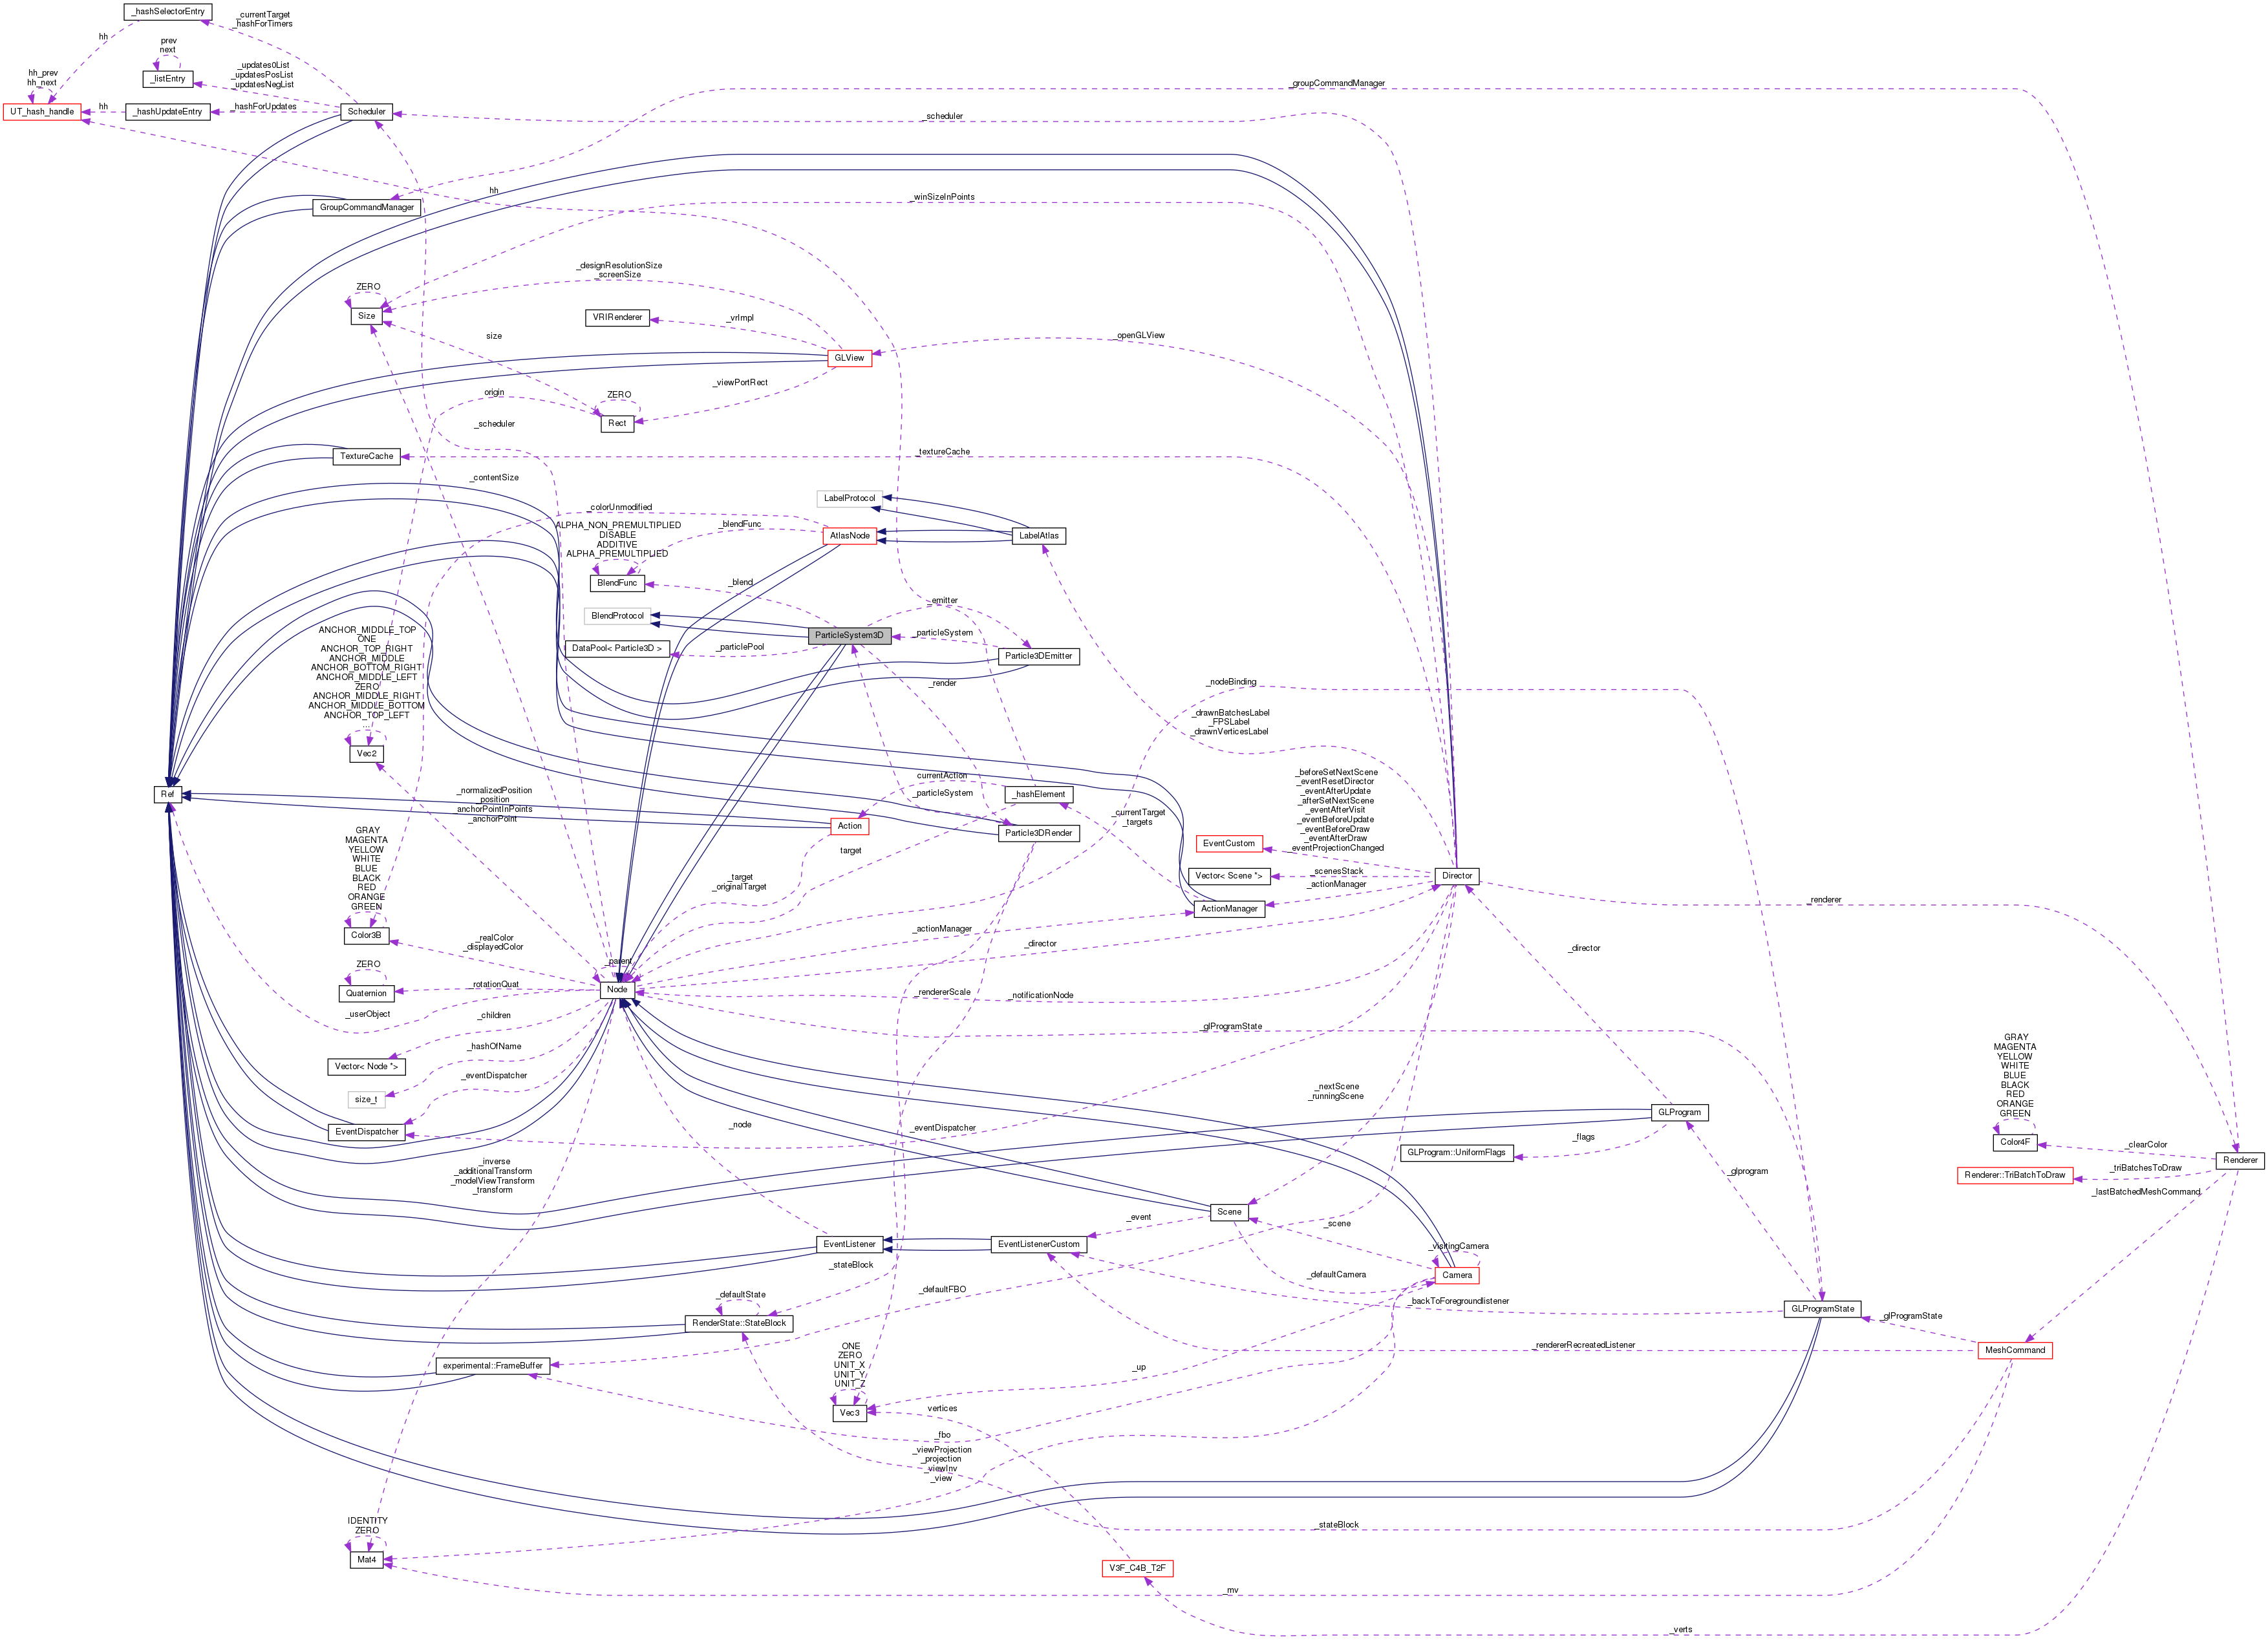 _hashSelectorEntry
_currentTarget
_hashForTimers
hh
prev
next
_listEntry
_updates0List
_updatesPosList
_updatesNegList
hh_prev
hh_next
UT_hash_handle
hh
_hashUpdateEntry
_hashForUpdates
Scheduler
_groupCommandManager
_scheduler
hh
_winSizeInPoints
GroupCommandManager
_designResolutionSize
_screenSize
ZERO
Size
VRIRenderer
_vrImpl
_openGLView
size
GLView
_viewPortRect
origin
ZERO
Rect
_scheduler
TextureCache
_textureCache
_contentSize
LabelProtocol
_colorUnmodified
ALPHA_NON_PREMULTIPLIED
DISABLE
ADDITIVE
ALPHA_PREMULTIPLIED
_blendFunc
AtlasNode
LabelAtlas
BlendFunc
_blend
_emitter
BlendProtocol
ParticleSystem3D
_particleSystem
DataPool< Particle3D >
_particlePool
Particle3DEmitter
ANCHOR_MIDDLE_TOP
ONE
ANCHOR_TOP_RIGHT
ANCHOR_MIDDLE
ANCHOR_BOTTOM_RIGHT
ANCHOR_MIDDLE_LEFT
ZERO
ANCHOR_MIDDLE_RIGHT
ANCHOR_MIDDLE_BOTTOM
ANCHOR_TOP_LEFT
...
Vec2
_render
_nodeBinding
_drawnBatchesLabel
_FPSLabel
_drawnVerticesLabel
Ref
_normalizedPosition
_position
_anchorPointInPoints
_anchorPoint
currentAction
_particleSystem
_hashElement
Action
Particle3DRender
_currentTarget
_targets
_beforeSetNextScene
_eventResetDirector
_eventAfterUpdate
_afterSetNextScene
_eventAfterVisit
_eventBeforeUpdate
_eventBeforeDraw
_eventAfterDraw
_eventProjectionChanged
EventCustom
GRAY
MAGENTA
YELLOW
WHITE
BLUE
BLACK
RED
ORANGE
GREEN
Color3B
target
_target
_originalTarget
Vector< Scene *>
_scenesStack
Director
_actionManager
ActionManager
_renderer
_realColor
_displayedColor
_actionManager
_director
_director
_parent
ZERO
Quaternion
_rotationQuat
Node
_rendererScale
_notificationNode
_userObject
_children
_glProgramState
Vector< Node *>
_hashOfName
size_t
_eventDispatcher
EventDispatcher
_nextScene
_runningScene
GRAY
MAGENTA
YELLOW
WHITE
BLUE
BLACK
RED
ORANGE
GREEN
Color4F
GLProgram
_node
_eventDispatcher
_flags
GLProgram::UniformFlags
_clearColor
Renderer
_inverse
_additionalTransform
_modelViewTransform
_transform
_glprogram
Renderer::TriBatchToDraw
_triBatchesToDraw
_lastBatchedMeshCommand
Scene
_event
_scene
EventListener
EventListenerCustom
_visitingCamera
_stateBlock
_defaultCamera
Camera
_defaultState
_defaultFBO
_backToForegroundlistener
GLProgramState
RenderState::StateBlock
_glProgramState
_rendererRecreatedListener
MeshCommand
experimental::FrameBuffer
ONE
ZERO
UNIT_X
UNIT_Y
UNIT_Z
Vec3
_up
vertices
_fbo
_viewProjection
_projection
_viewInv
_view
_stateBlock
IDENTITY
ZERO
Mat4
V3F_C4B_T2F
_mv
_verts